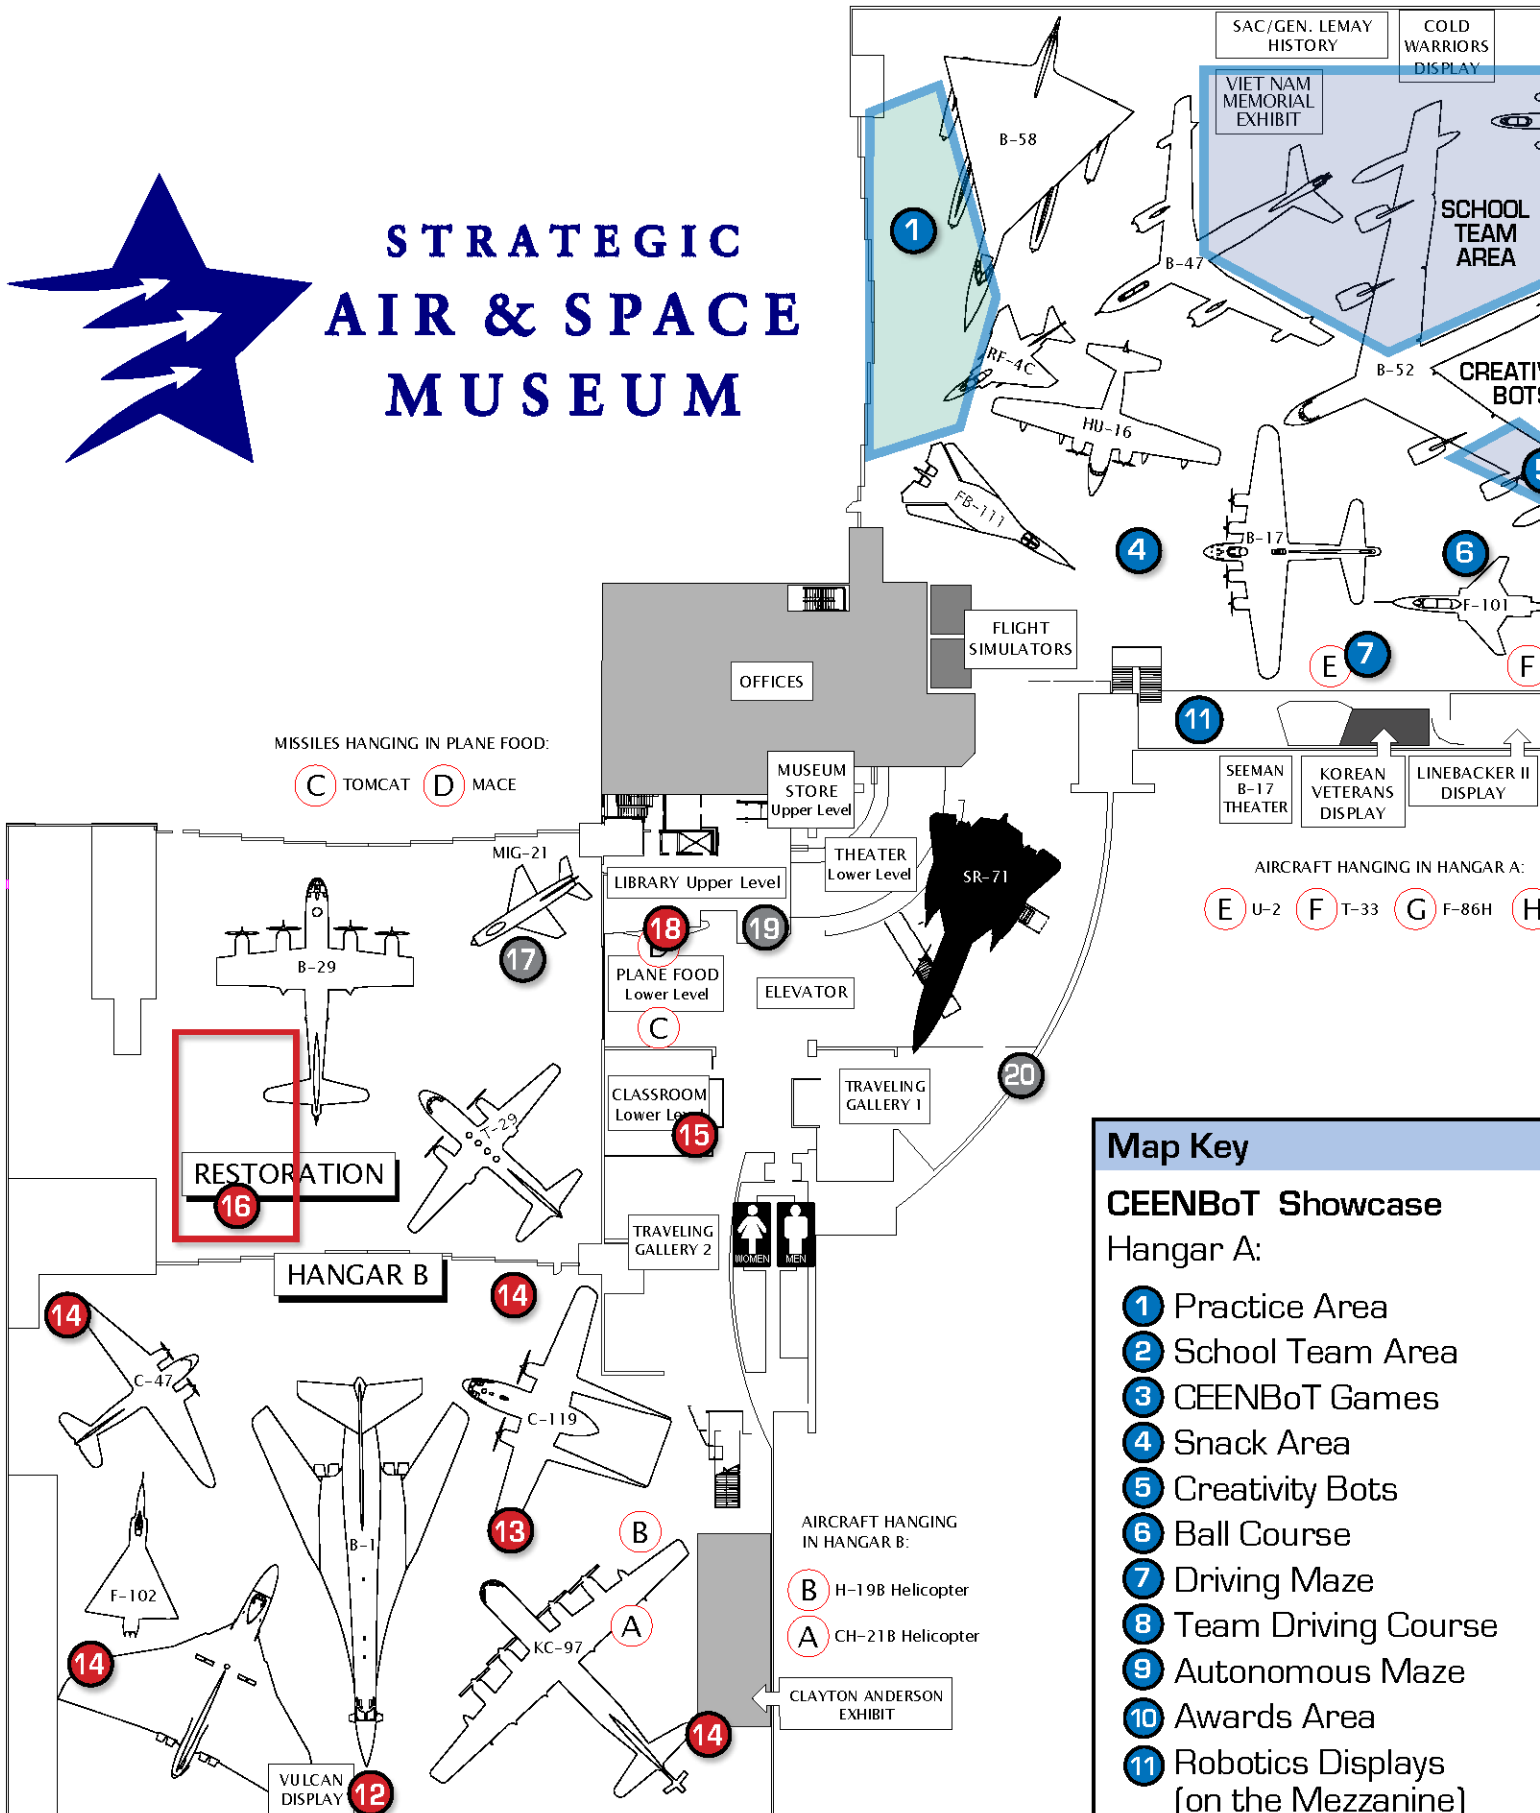 STRATEGIC
AIR & SPACE
MUSEUM
SAC/GEN. LEMAY
HISTORY
COLD
WARRIORS
DISPLAY
VIET NAM
MEMORIAL
EXHIBIT
B-58
1
B-47
SCHOOL
TEAM
AREA
RF-4C
B-52
HU-16
BOTS
FB-111
4
B-17
6
F-101
E
7
F
FLIGHT
SIMULATORS
OFFICES
11
MISSILES HANGING IN PLANE FOOD:
C TOMCAT D MACE
MUSEUM
STORE
Upper Level
SEEMAN
B-17
THEATER
KOREAN
VETERANS
DISPLAY
LINEBACKER II
DISPLAY
MIG-21
THEATER
Lower Level
SR-71
LIBRARY Upper Level
AIRCRAFT HANGING IN HANGAR A:
E U-2 F T-33 G F-86H H
18
19
D
17
B-29
PLANE FOOD
Lower Level
ELEVATOR
C
20
CLASSROOM
Lower Level
15
TRAVELING
GALLERY 1
T-29
RESTORATION
16
TRAVELING
GALLERY 2
WOMEN
MEN
HANGAR B
14
14
C-47
C-119
13
B
B-1
F-102
A
KC-97
14
AIRCRAFT HANGING
IN HANGAR B:
B H-19B Helicopter
A CH-21B Helicopter
CLAYTON ANDERSON
EXHIBIT
14
VULCAN
DISPLAY
12
Map Key
CEENBoT Showcase
Hangar A:
1 Practice Area
2 School Team Area
3 CEENBoT Games
4 Snack Area
5 Creativity Bots
6 Ball Course
7 Driving Maze
8 Team Driving Course
9 Autonomous Maze
10 Awards Area
11 Robotics Displays
(on the Mezzanine)